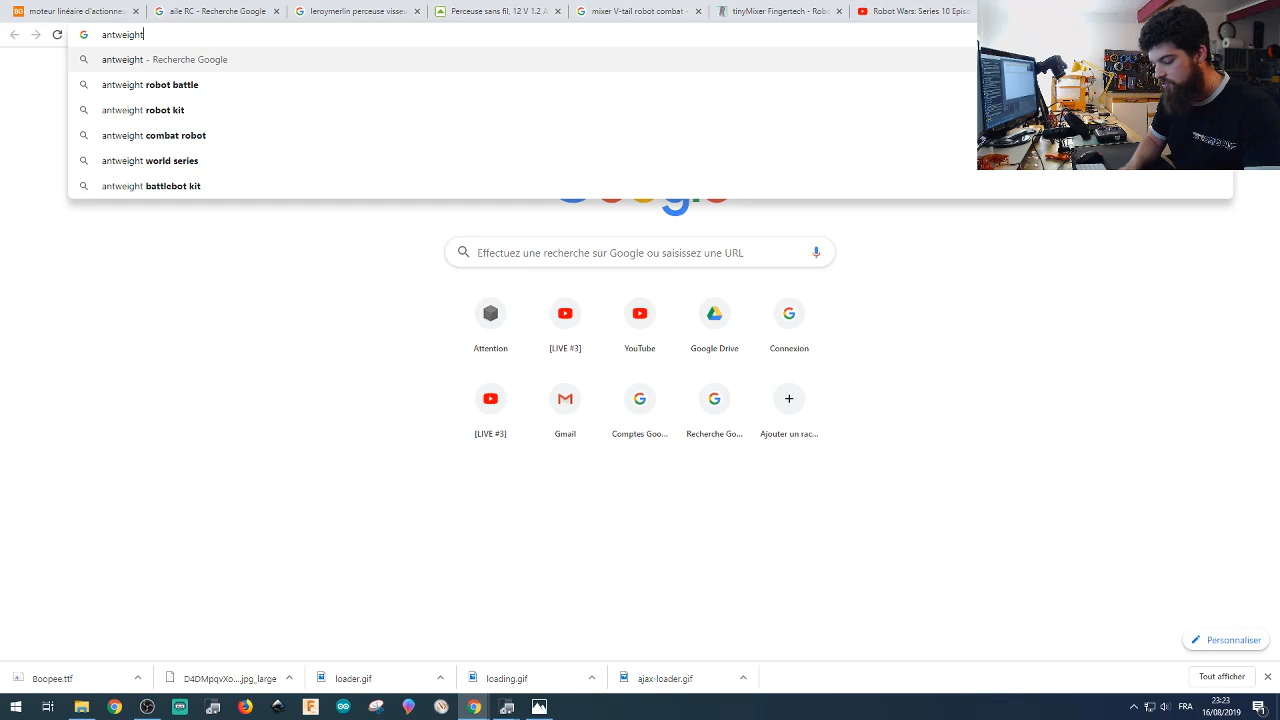 moteur linéaire d'actionne
aile RC - Recherche Google
leroymerlin perceuse visseu
Perceuse sans fil, 12 V 1.2 A
mixer V-tail robot combat -
tinyMixer Fingertech - Rob
Robot Wars: Series 10 Episo
antweight
antweight - Recherche Google
antweight robot battle
antweight robot kit
antweight combat robot
antweight world series
antweight battlebot kit
Effectuez une recherche sur Google ou saisissez une URL
Attention
[LIVE #3]
YouTube
Google Drive
Connexion
[LIVE #3]
Gmail
Comptes Goo...
Recherche Go...
Ajouter un rac...
Personnaliser
Boopee.ttf
D4DMpqvXo....jpg_large
loader.gif
loading.gif
ajax-loader.gif
Tout afficher
FRA
23:23
16/08/2019